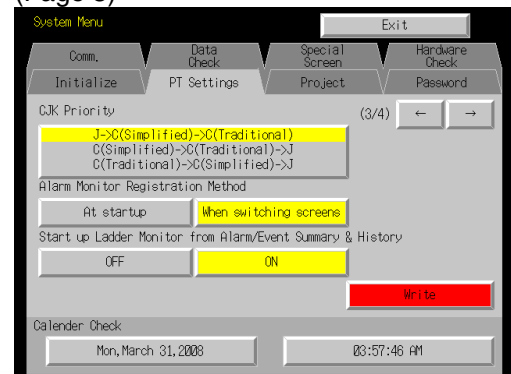 System Menu
Exit
Comm.
Data Check
Special Screen
Hardware Check
Initialize
PT Settings
Project
Password
CJK Priority
(3/4)
←
→
J->C(Simplified)->C(Traditional)
C(Simplified)->C(Traditional)->J
C(Traditional)->C(Simplified)->J
Alarm Monitor Registration Method
At startup
When switching screens
Start up Ladder Monitor from Alarm/Event Summary & History
OFF
ON
Write
Calender Check
Mon,March 31,2008
03:57:46 AM